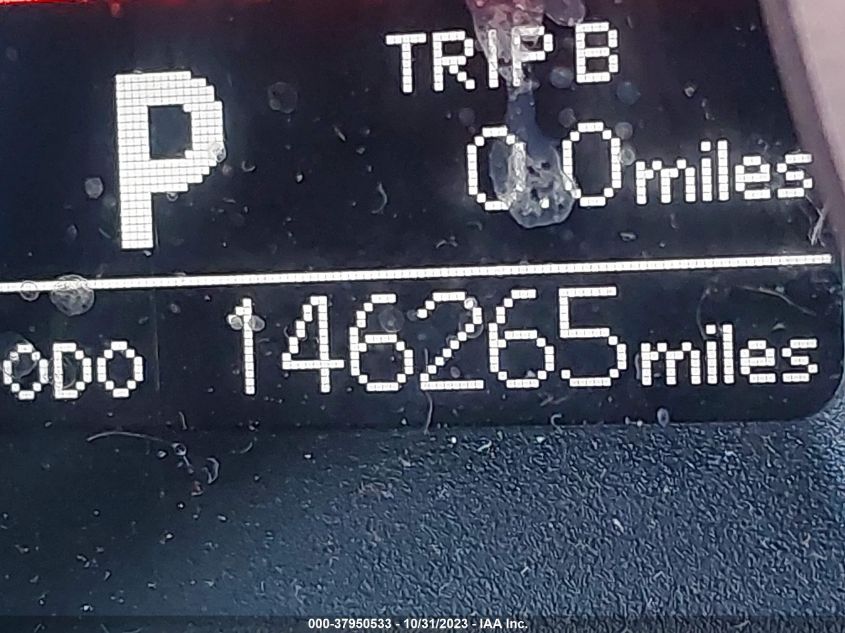 TRIP B
P
0.0 miles
ODO 146265 miles
000-37950533 - 10/31/2023 - IAA Inc.